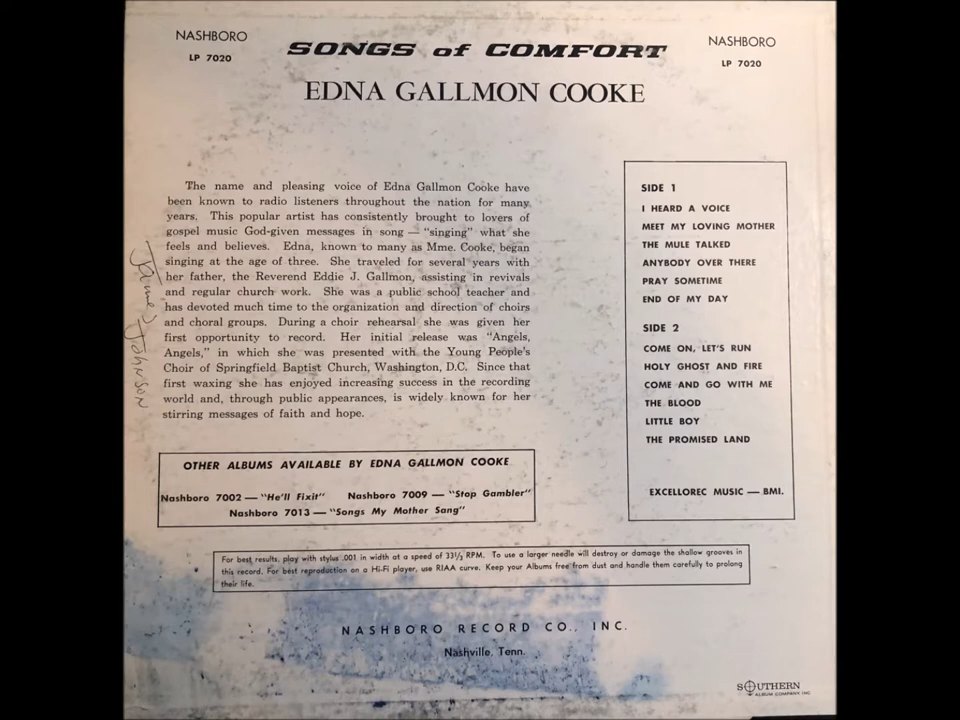 NASHBORO
LP 7020
SONGS of COMFORT
NASHBORO
LP 7020
EDNA GALLMON COOKE
The name and pleasing voice of Edna Gallmon Cooke have
been known to radio listeners throughout the nation for many
years. This popular artist has consistently brought to lovers of
gospel music God-given messages in song — "singing" what she
feels and believes. Edna, known to many as Mme. Cooke, began
singing at the age of three. She traveled for several years with
her father, the Reverend Eddie J. Gallmon, assisting in revivals
and regular church work. She was a public school teacher and
has devoted much time to the organization and direction of choirs
and choral groups. During a choir rehearsal she was given her
first opportunity to record. Her initial release was "Angels,
Angels," in which she was presented with the Young People's
Choir of Springfield Baptist Church, Washington, D.C. Since that
first waxing she has enjoyed increasing success in the recording
world and, through public appearances, is widely known for her
stirring messages of faith and hope.
James Johnson
SIDE 1
I HEARD A VOICE
MEET MY LOVING MOTHER
THE MULE TALKED
ANYBODY OVER THERE
PRAY SOMETIME
END OF MY DAY
SIDE 2
COME ON, LET'S RUN
HOLY GHOST AND FIRE
COME AND GO WITH ME
THE BLOOD
LITTLE BOY
THE PROMISED LAND
EXCELLOREC MUSIC — BMI.
OTHER ALBUMS AVAILABLE BY EDNA GALLMON COOKE
Nashboro 7002 — "He'll Fixit" Nashboro 7009 — "Stop Gambler"
Nashboro 7013 — "Songs My Mother Sang"
For best results, play with stylus .001 in width at a speed of 33⅓ RPM. To use a larger needle will destroy or damage the shallow grooves in
this record. For best reproduction on a Hi-Fi player, use RIAA curve. Keep your Albums free from dust and handle them carefully to prolong
their life.
NASHBORO RECORD CO., INC.
Nashville, Tenn.
SOUTHERN
ALBUM COMPANY, INC.